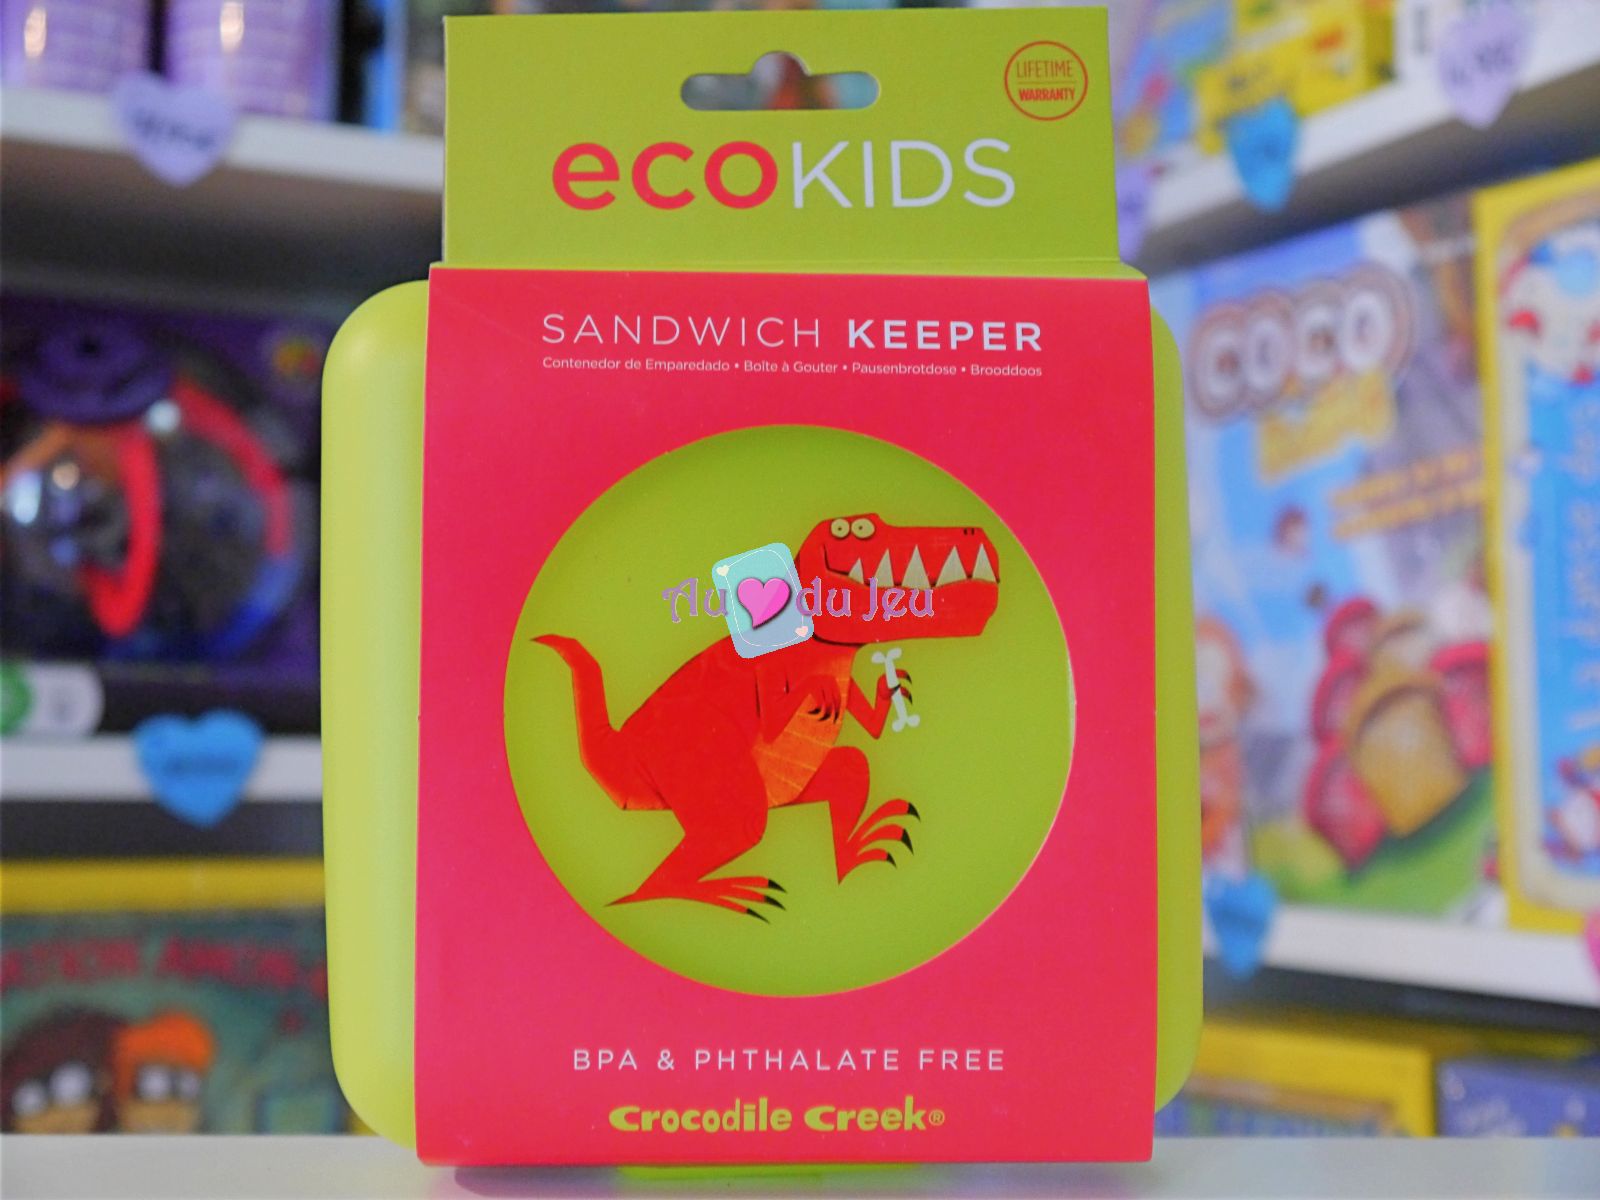 LIFETIME
WARRANTY
ecoKIDS
SANDWICH KEEPER
Contenedor de Emparedado • Boîte à Gouter • Pausenbrotdose • Brooddoos
Au du Jeu
BPA & PHTHALATE FREE
Crocodile Creek®
COCO